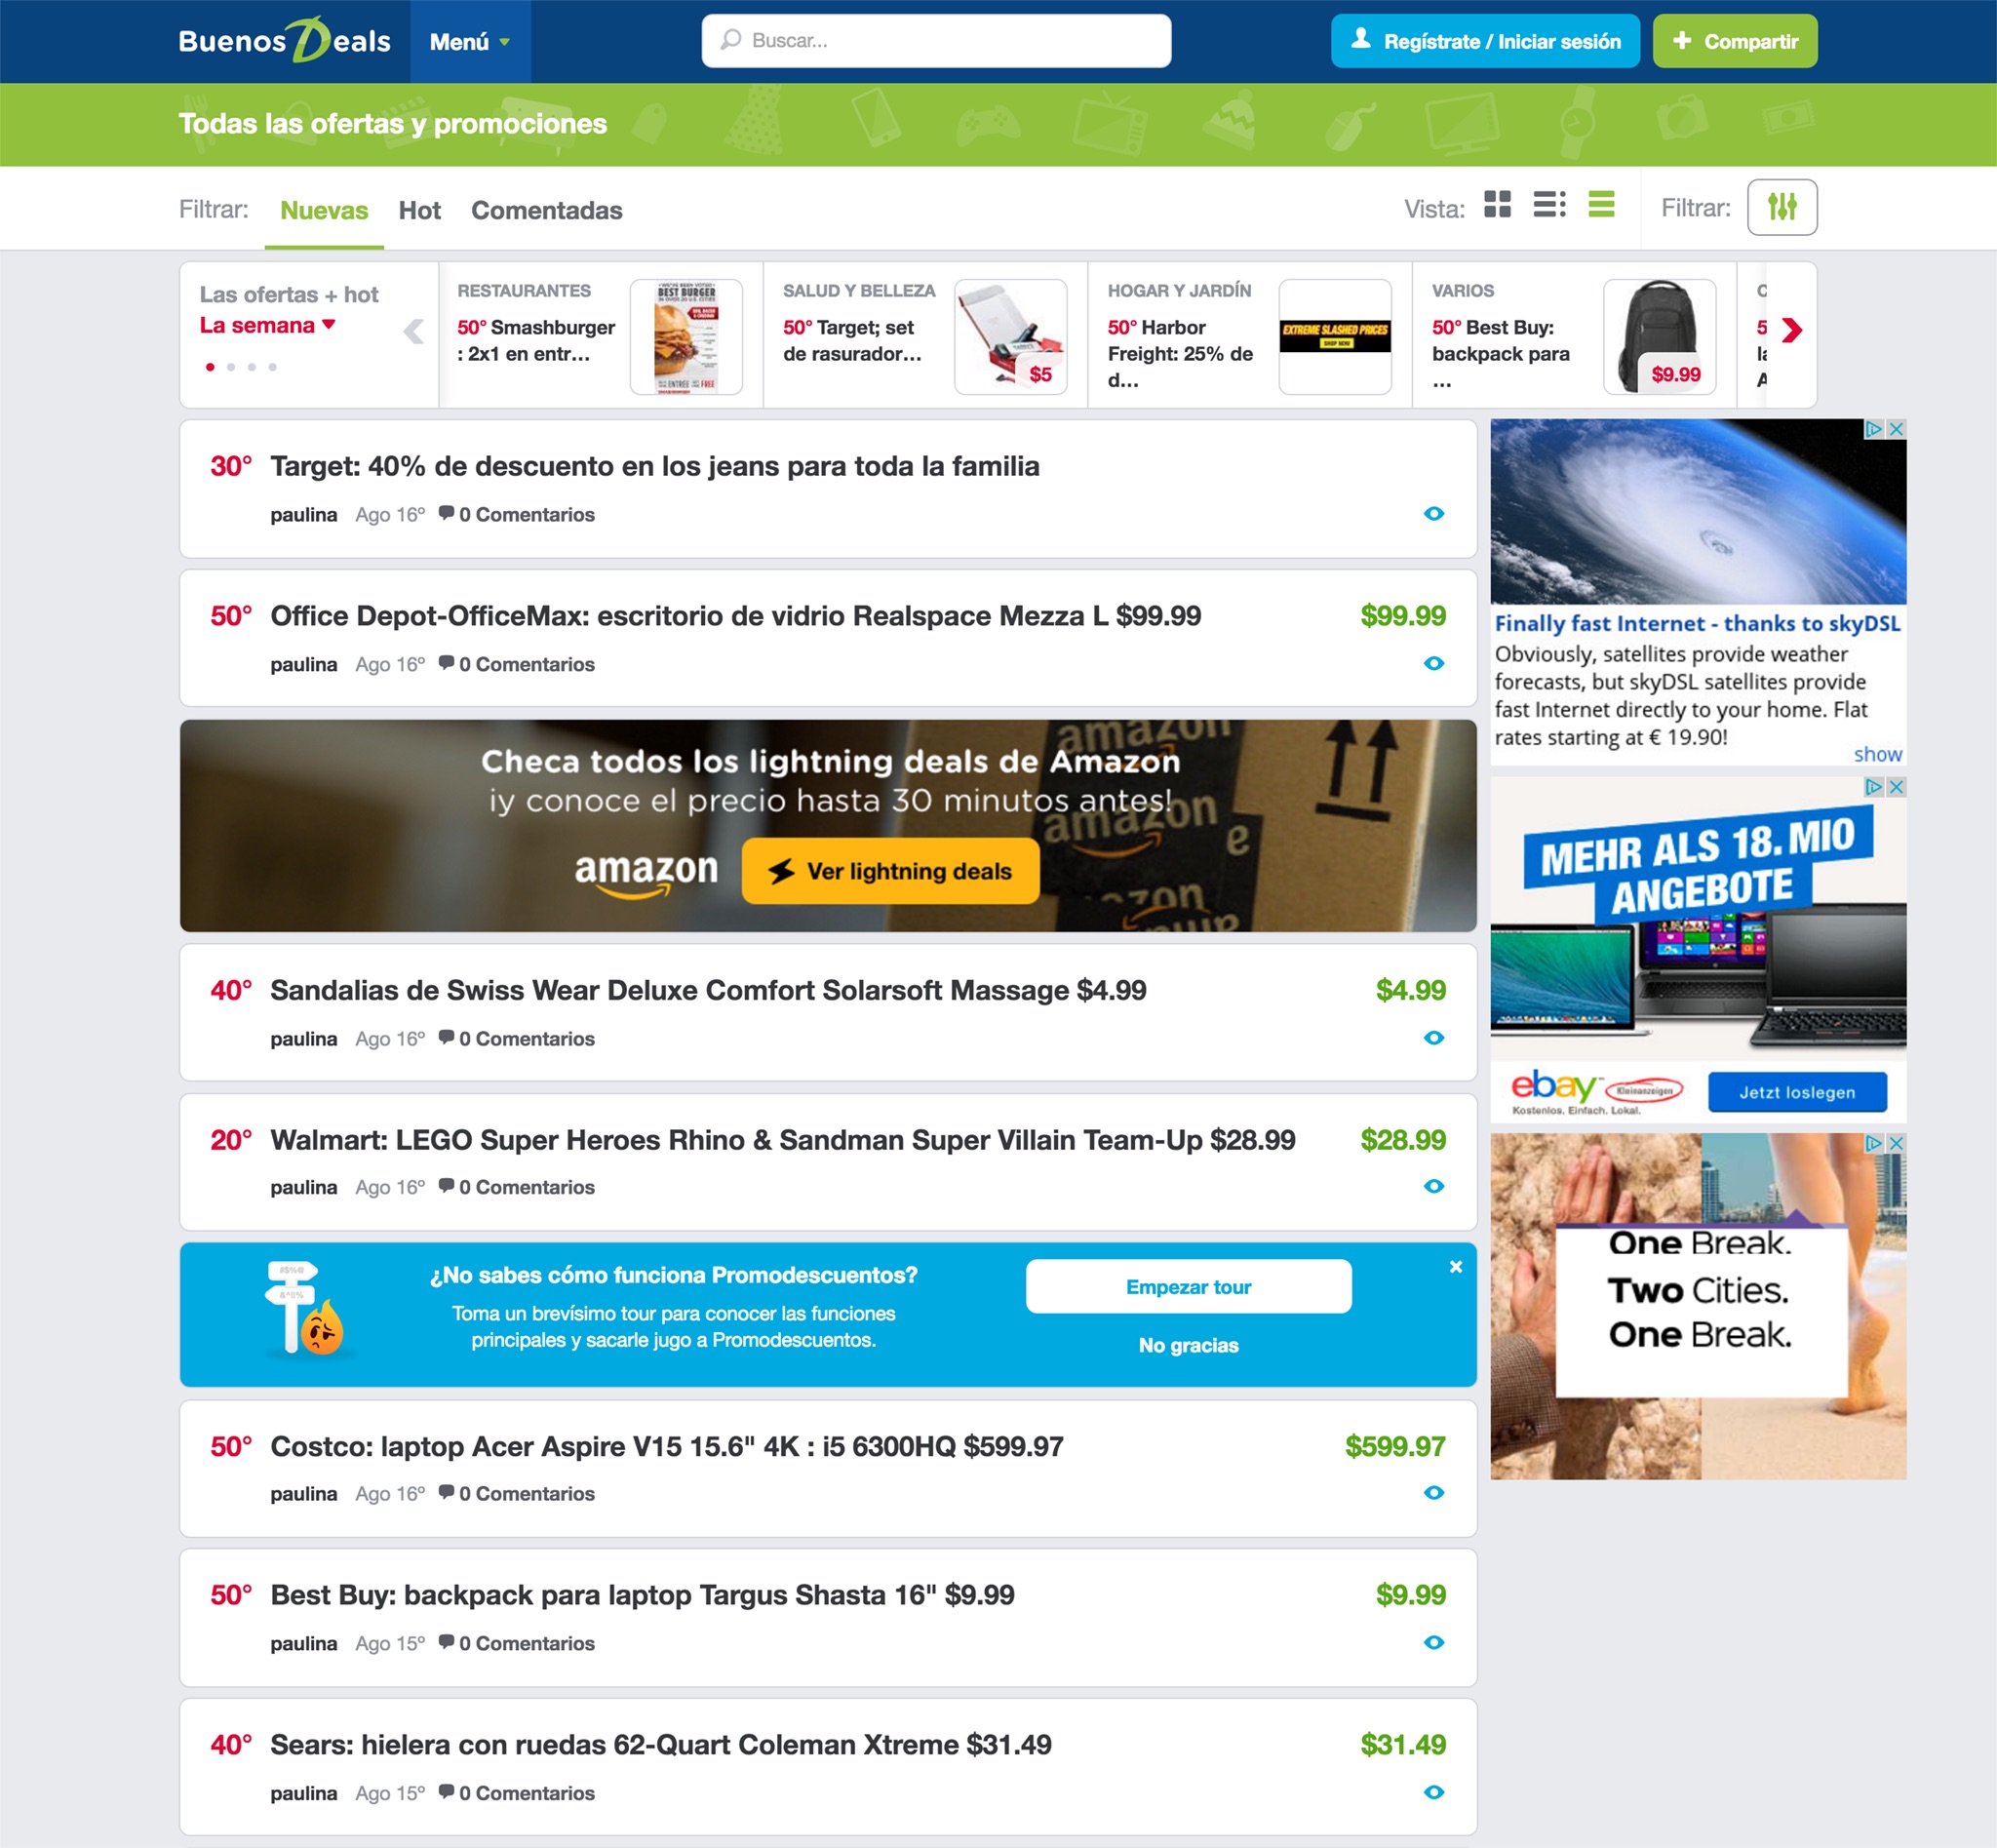 BuenosDeals
Menú
Buscar...
Regístrate / Iniciar sesión
Compartir
Todas las ofertas y promociones
Filtrar:
Nuevas
Hot
Comentadas
Vista:
Filtrar:
Las ofertas + hot
La semana
RESTAURANTES
50° Smashburger
: 2x1 en entr...
BEST BURGER
SALUD Y BELLEZA
50° Target; set
de rasurador...
$5
HOGAR Y JARDÍN
50° Harbor
Freight: 25% de
d...
EXTREME SLASHED PRICES
SHOP NOW
VARIOS
50° Best Buy:
backpack para
...
$9.99
30° Target: 40% de descuento en los jeans para toda la familia
paulina Ago 16º 0 Comentarios
50° Office Depot-OfficeMax: escritorio de vidrio Realspace Mezza L $99.99 $99.99
paulina Ago 16º 0 Comentarios
Checa todos los lightning deals de Amazon
¡y conoce el precio hasta 30 minutos antes!
amazon
Ver lightning deals
amazon
amazon
40° Sandalias de Swiss Wear Deluxe Comfort Solarsoft Massage $4.99 $4.99
paulina Ago 16º 0 Comentarios
20° Walmart: LEGO Super Heroes Rhino & Sandman Super Villain Team-Up $28.99 $28.99
paulina Ago 16º 0 Comentarios
#$%@
&^@%
¿No sabes cómo funciona Promodescuentos?
Toma un brevísimo tour para conocer las funciones
principales y sacarle jugo a Promodescuentos.
Empezar tour
No gracias
50° Costco: laptop Acer Aspire V15 15.6" 4K : i5 6300HQ $599.97 $599.97
paulina Ago 16º 0 Comentarios
50° Best Buy: backpack para laptop Targus Shasta 16" $9.99 $9.99
paulina Ago 15º 0 Comentarios
40° Sears: hielera con ruedas 62-Quart Coleman Xtreme $31.49 $31.49
paulina Ago 15º 0 Comentarios
Finally fast Internet - thanks to skyDSL
Obviously, satellites provide weather
forecasts, but skyDSL satellites provide
fast Internet directly to your home. Flat
rates starting at € 19.90!
show
MEHR ALS 18. MIO
ANGEBOTE
ebay Kleinanzeigen
Kostenlos. Einfach. Lokal.
Jetzt loslegen
One Break.
Two Cities.
One Break.